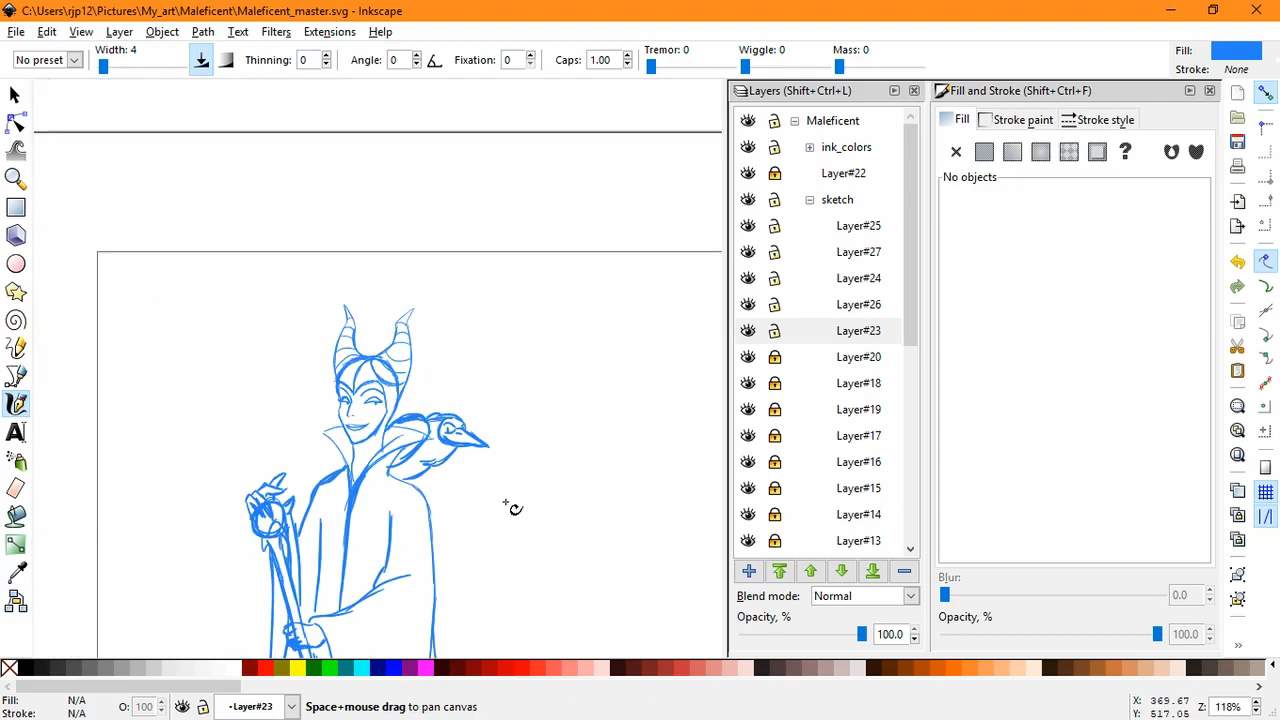 C:\Users\rjp12\Pictures\My_art\Maleficent\Maleficent_master.svg - Inkscape
File Edit View Layer Object Path Text Filters Extensions Help
No preset Width: 4 Thinning: 0 Angle: 0 Fixation: 0 Caps: 1.00 Tremor: 0 Wiggle: 0 Mass: 0 Fill:
Stroke: None
Layers (Shift+Ctrl+L)
Maleficent
ink_colors
Layer#22
sketch
Layer#25
Layer#27
Layer#24
Layer#26
Layer#23
Layer#20
Layer#18
Layer#19
Layer#17
Layer#16
Layer#15
Layer#14
Layer#13
Blend mode: Normal
Opacity, %
100.0
Fill and Stroke (Shift+Ctrl+F)
Fill Stroke paint Stroke style
?
No objects
Blur:
0.0
Opacity, %
100.0
Fill: N/A
Stroke: N/A
O: 100
•Layer#23
Space+mouse drag to pan canvas
X: 369.67
Y: 517.05
Z: 118%